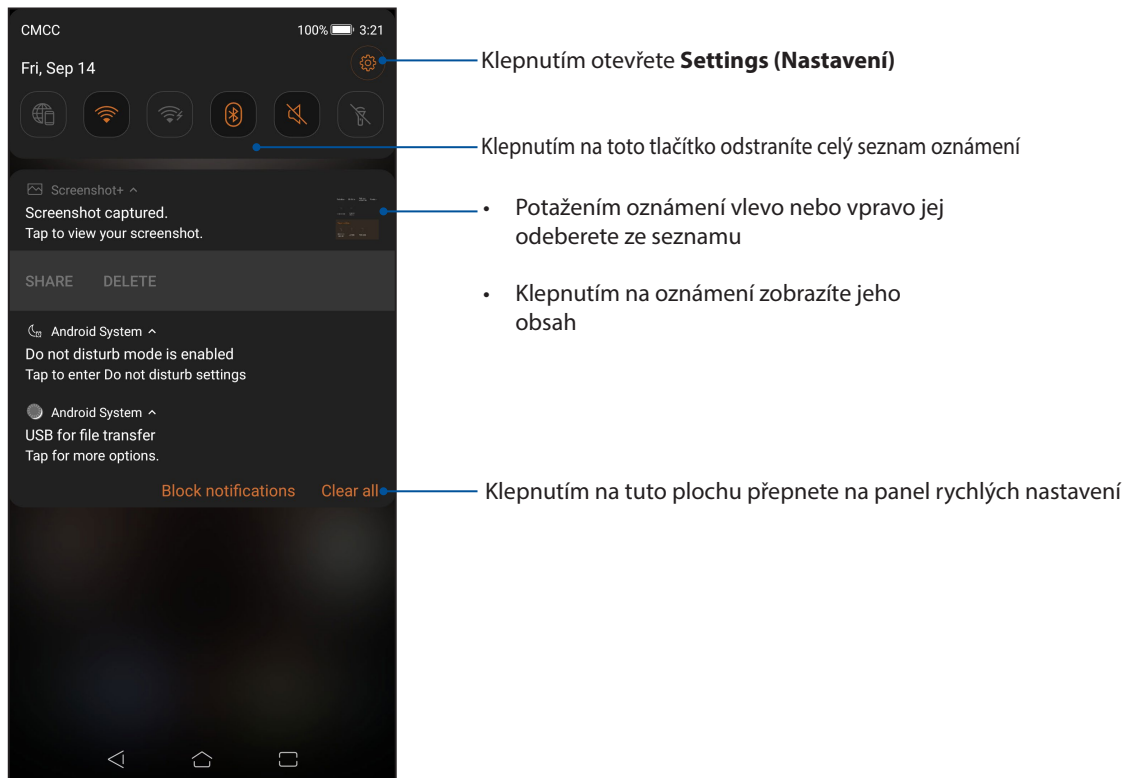 CMCC 100% 3:21
Fri, Sep 14
Klepnutím otevřete Settings (Nastavení)
Klepnutím na toto tlačítko odstraníte celý seznam oznámení
Screenshot+
Screenshot captured.
Tap to view your screenshot.
• Potažením oznámení vlevo nebo vpravo jej
odeberete ze seznamu
SHARE DELETE
• Klepnutím na oznámení zobrazíte jeho
obsah
Android System
Do not disturb mode is enabled
Tap to enter Do not disturb settings
Android System
USB for file transfer
Tap for more options.
Block notifications Clear all
Klepnutím na tuto plochu přepnete na panel rychlých nastavení